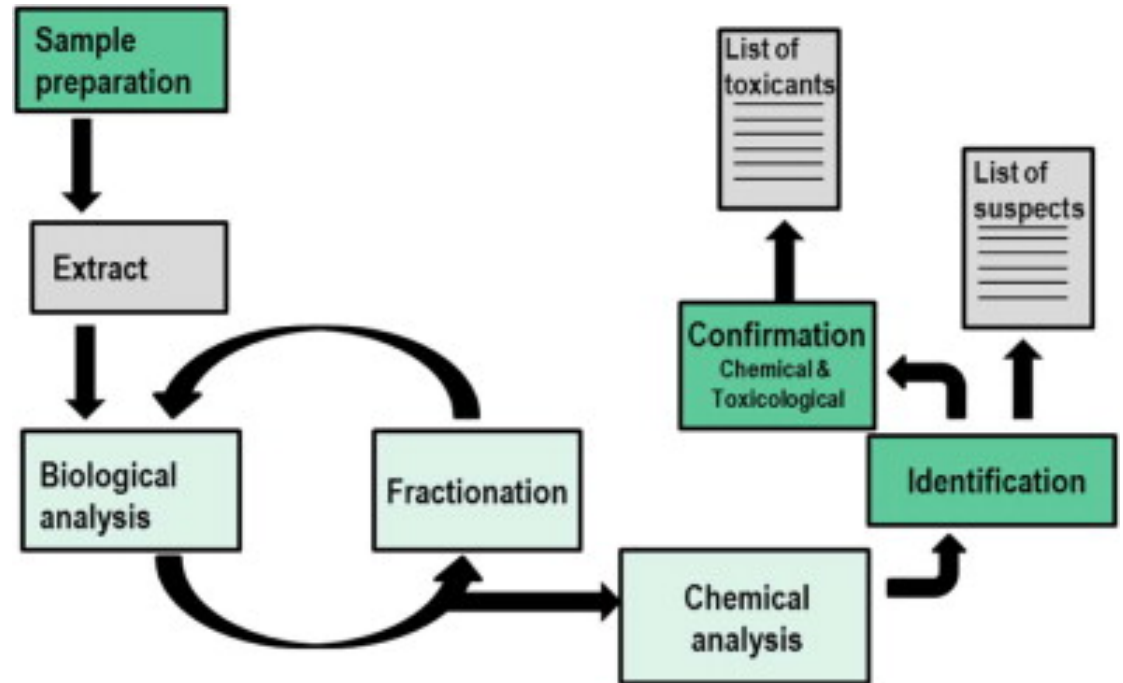 Sample
preparation
List of
toxicants
List of
suspects
Extract
Confirmation
Chemical &
Toxicological
Biological
analysis
Fractionation
Identification
Chemical
analysis